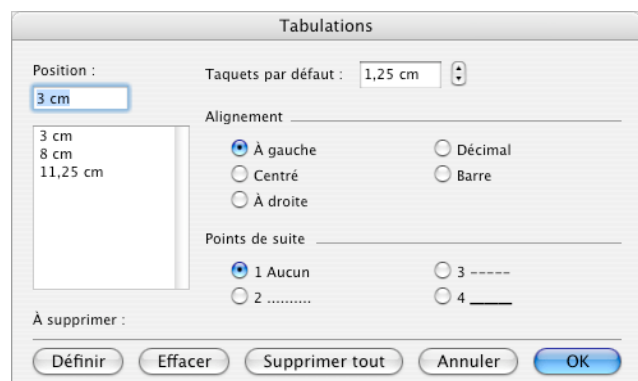 Tabulations
Position :
3 cm
3 cm
8 cm
11,25 cm
À supprimer :
Taquets par défaut : 1,25 cm
Alignement
À gauche
Centré
À droite
Décimal
Barre
Points de suite
1 Aucun
2 ..........
3 -----
4 _____
Définir Effacer Supprimer tout Annuler OK